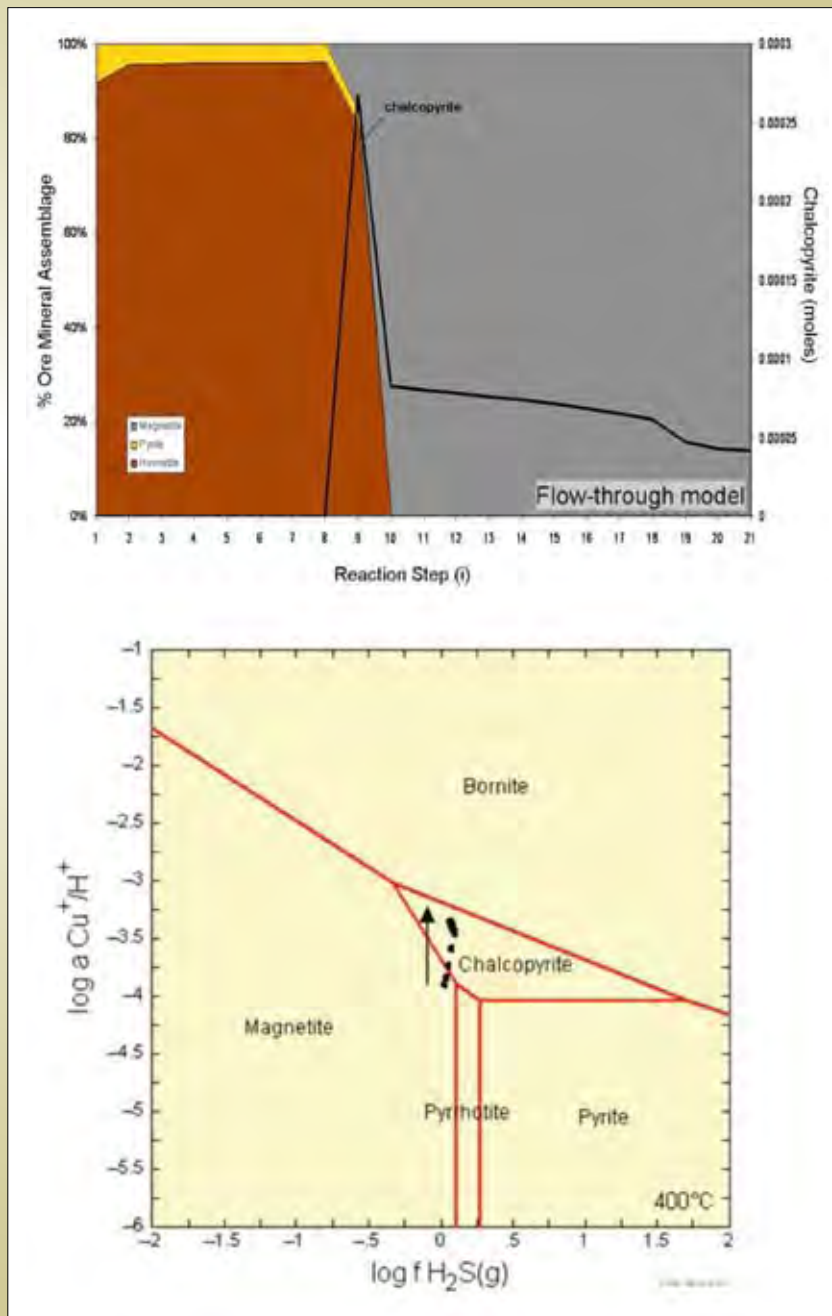 100%
80%
60%
40%
20%
0%
% Ore Mineral Assemblage
chalcopyrite
0.0003
0.00025
0.0002
0.00015
0.0001
0.00005
0
Chalcopyrite (moles)
Magnetite
Pyrite
Hematite
Flow-through model
1 2 3 4 5 6 7 8 9 10 11 12 13 14 15 16 17 18 19 20 21
Reaction Step (i)
–1
–1.5
–2
–2.5
–3
–3.5
–4
–4.5
–5
–5.5
–6
log a Cu+/H+
Bornite
Chalcopyrite
Magnetite
Pyrrhotite
Pyrite
400°C
–2 –1.5 –1 –.5 0 .5 1 1.5 2
log f H2S(g)